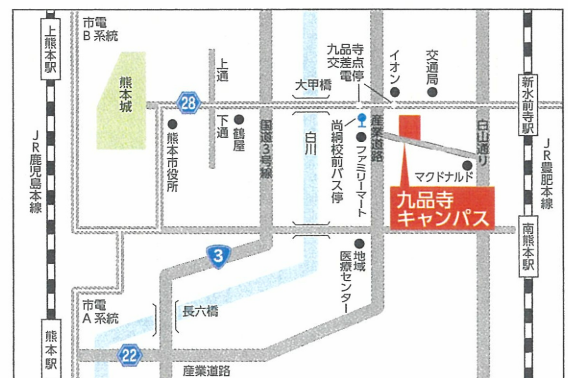 市電
B系統
上熊本駅
熊本城
上通
28
下通
鶴屋
熊本市役所
国道3号線
大甲橋
白川
九品寺
交差点
電停
イオン
交通局
新水前寺駅
尚絅校前バス停
ファミリーマート
産業道路
白山通り
マクドナルド
九品寺
キャンパス
JR鹿児島本線
JR豊肥本線
南熊本駅
3
地域
医療センター
市電
A系統
長六橋
熊本駅
22
産業道路